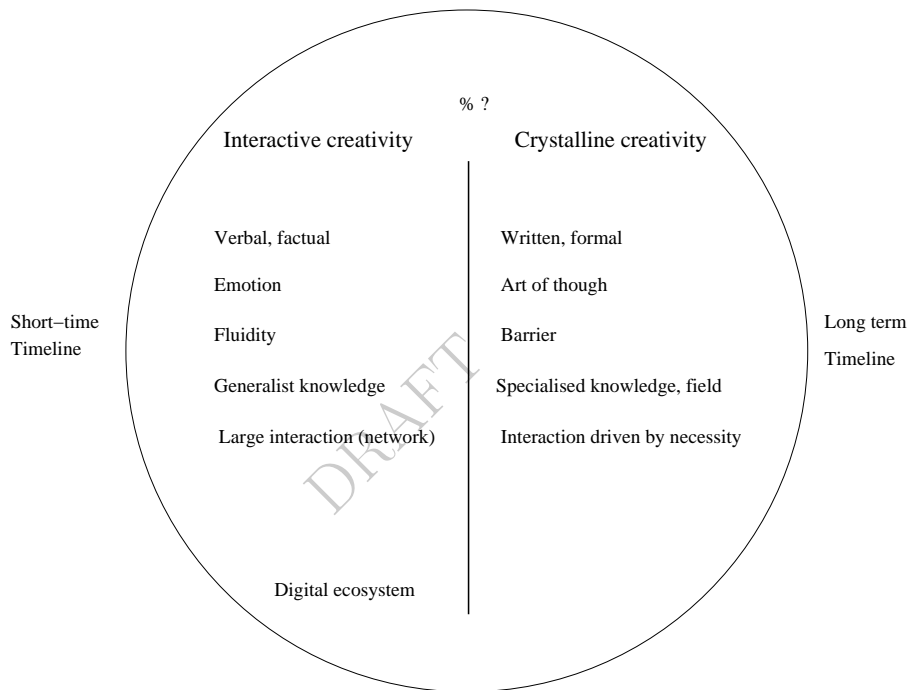 % ?
Interactive creativity
Crystalline creativity
Verbal, factual
Written, formal
Emotion
Art of though
Short-time
Timeline
Fluidity
Barrier
Long term
Timeline
Generalist knowledge
Specialised knowledge, field
Large interaction (network)
Interaction driven by necessity
DRAFT
Digital ecosystem